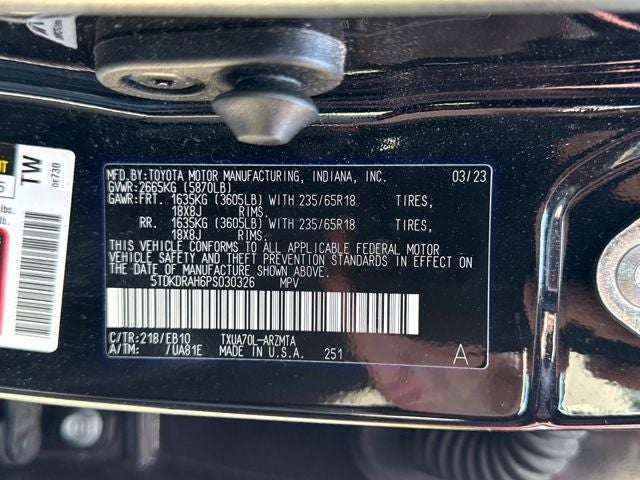 MFD.BY:TOYOTA MOTOR MANUFACTURING, INDIANA, INC. 03/23
GVWR:2665KG (5870LB)
GAWR:FRT. 1635KG (3605LB) WITH 235/65R18 TIRES,
18X8J RIMS.
RR. 1635KG (3605LB) WITH 235/65R18 TIRES,
18X8J RIMS.
THIS VEHICLE CONFORMS TO ALL APPLICABLE FEDERAL MOTOR
VEHICLE SAFETY AND THEFT PREVENTION STANDARDS IN EFFECT ON
THE DATE OF MANUFACTURE SHOWN ABOVE.
5TDKDRAH6PS030326 MPV
C/TR:218/EB10 TXUA70L-ARZMTA
A/TM: /UA81E MADE IN U.S.A. 251 A
TW
06730
lbs.